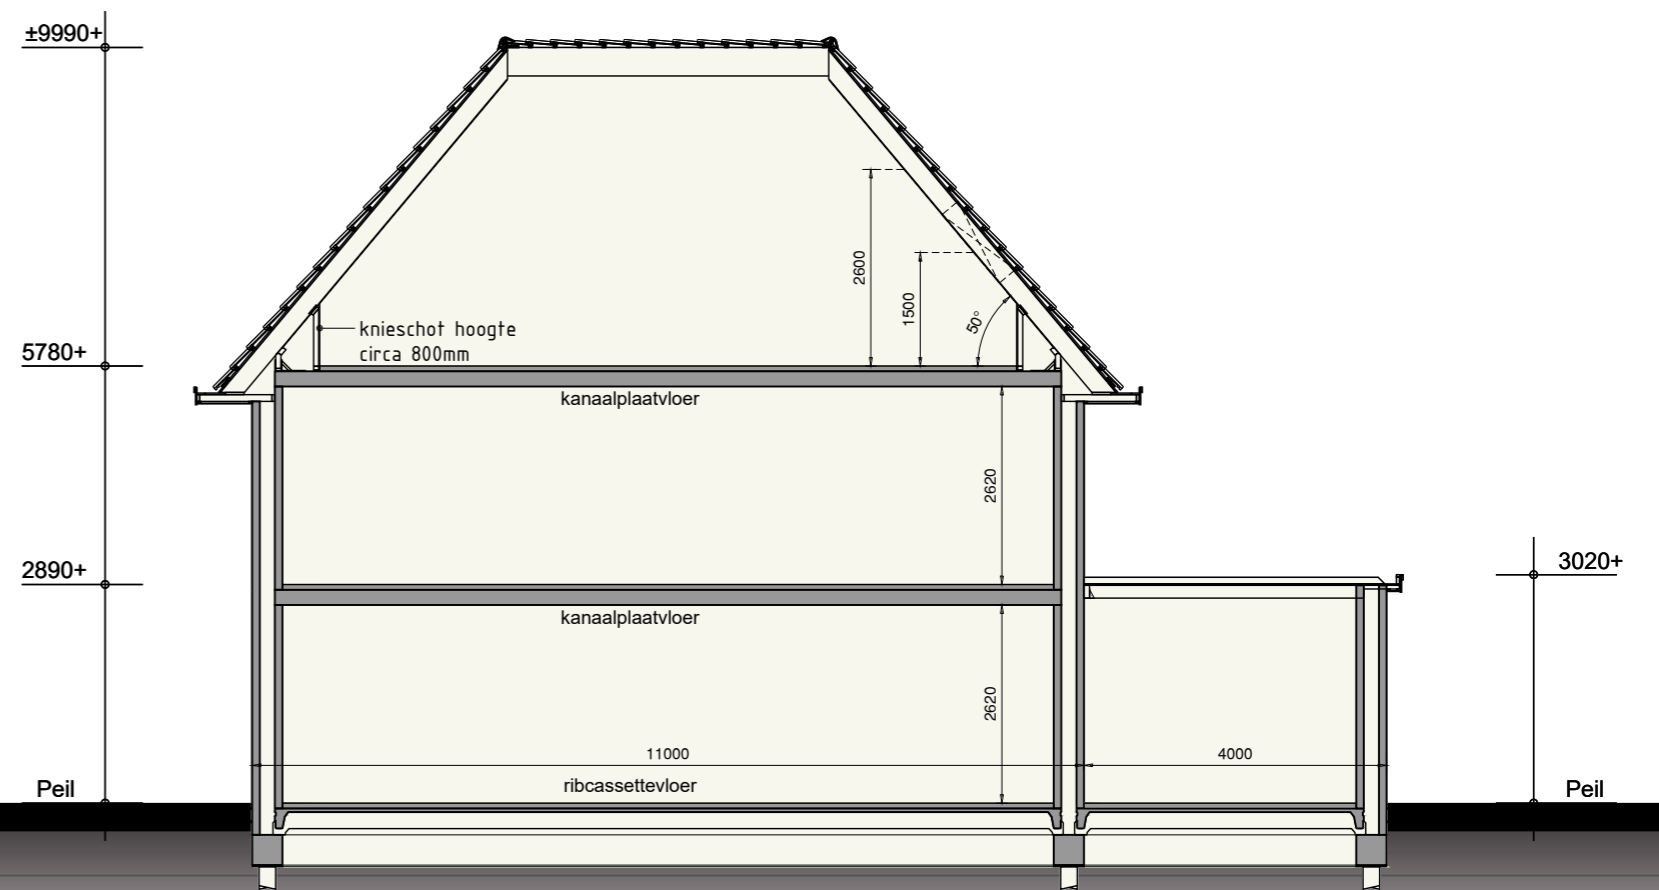 ±9990+
2600
1500
50°
knieschot hoogte
circa 800mm
5780+
kanaalplaatvloer
2620
2890+
3020+
kanaalplaatvloer
2620
11000
4000
ribcassettevloer
Peil
Peil